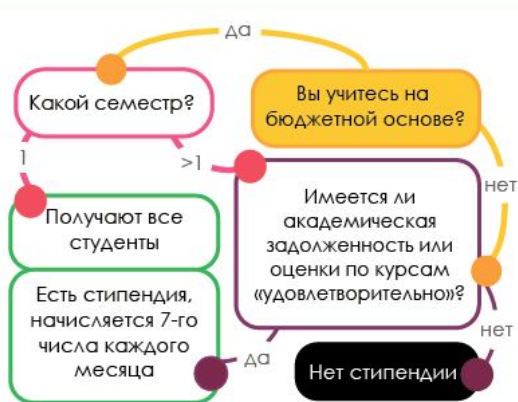 да
Какой семестр?
Вы учитесь на
бюджетной основе?
1
>1
нет
Получают все
студенты
Имеется ли
академическая
задолженность или
оценки по курсам
«удовлетворительно»?
Есть стипендия,
начисляется 7-го
числа каждого
месяца
да
нет
Нет стипендии